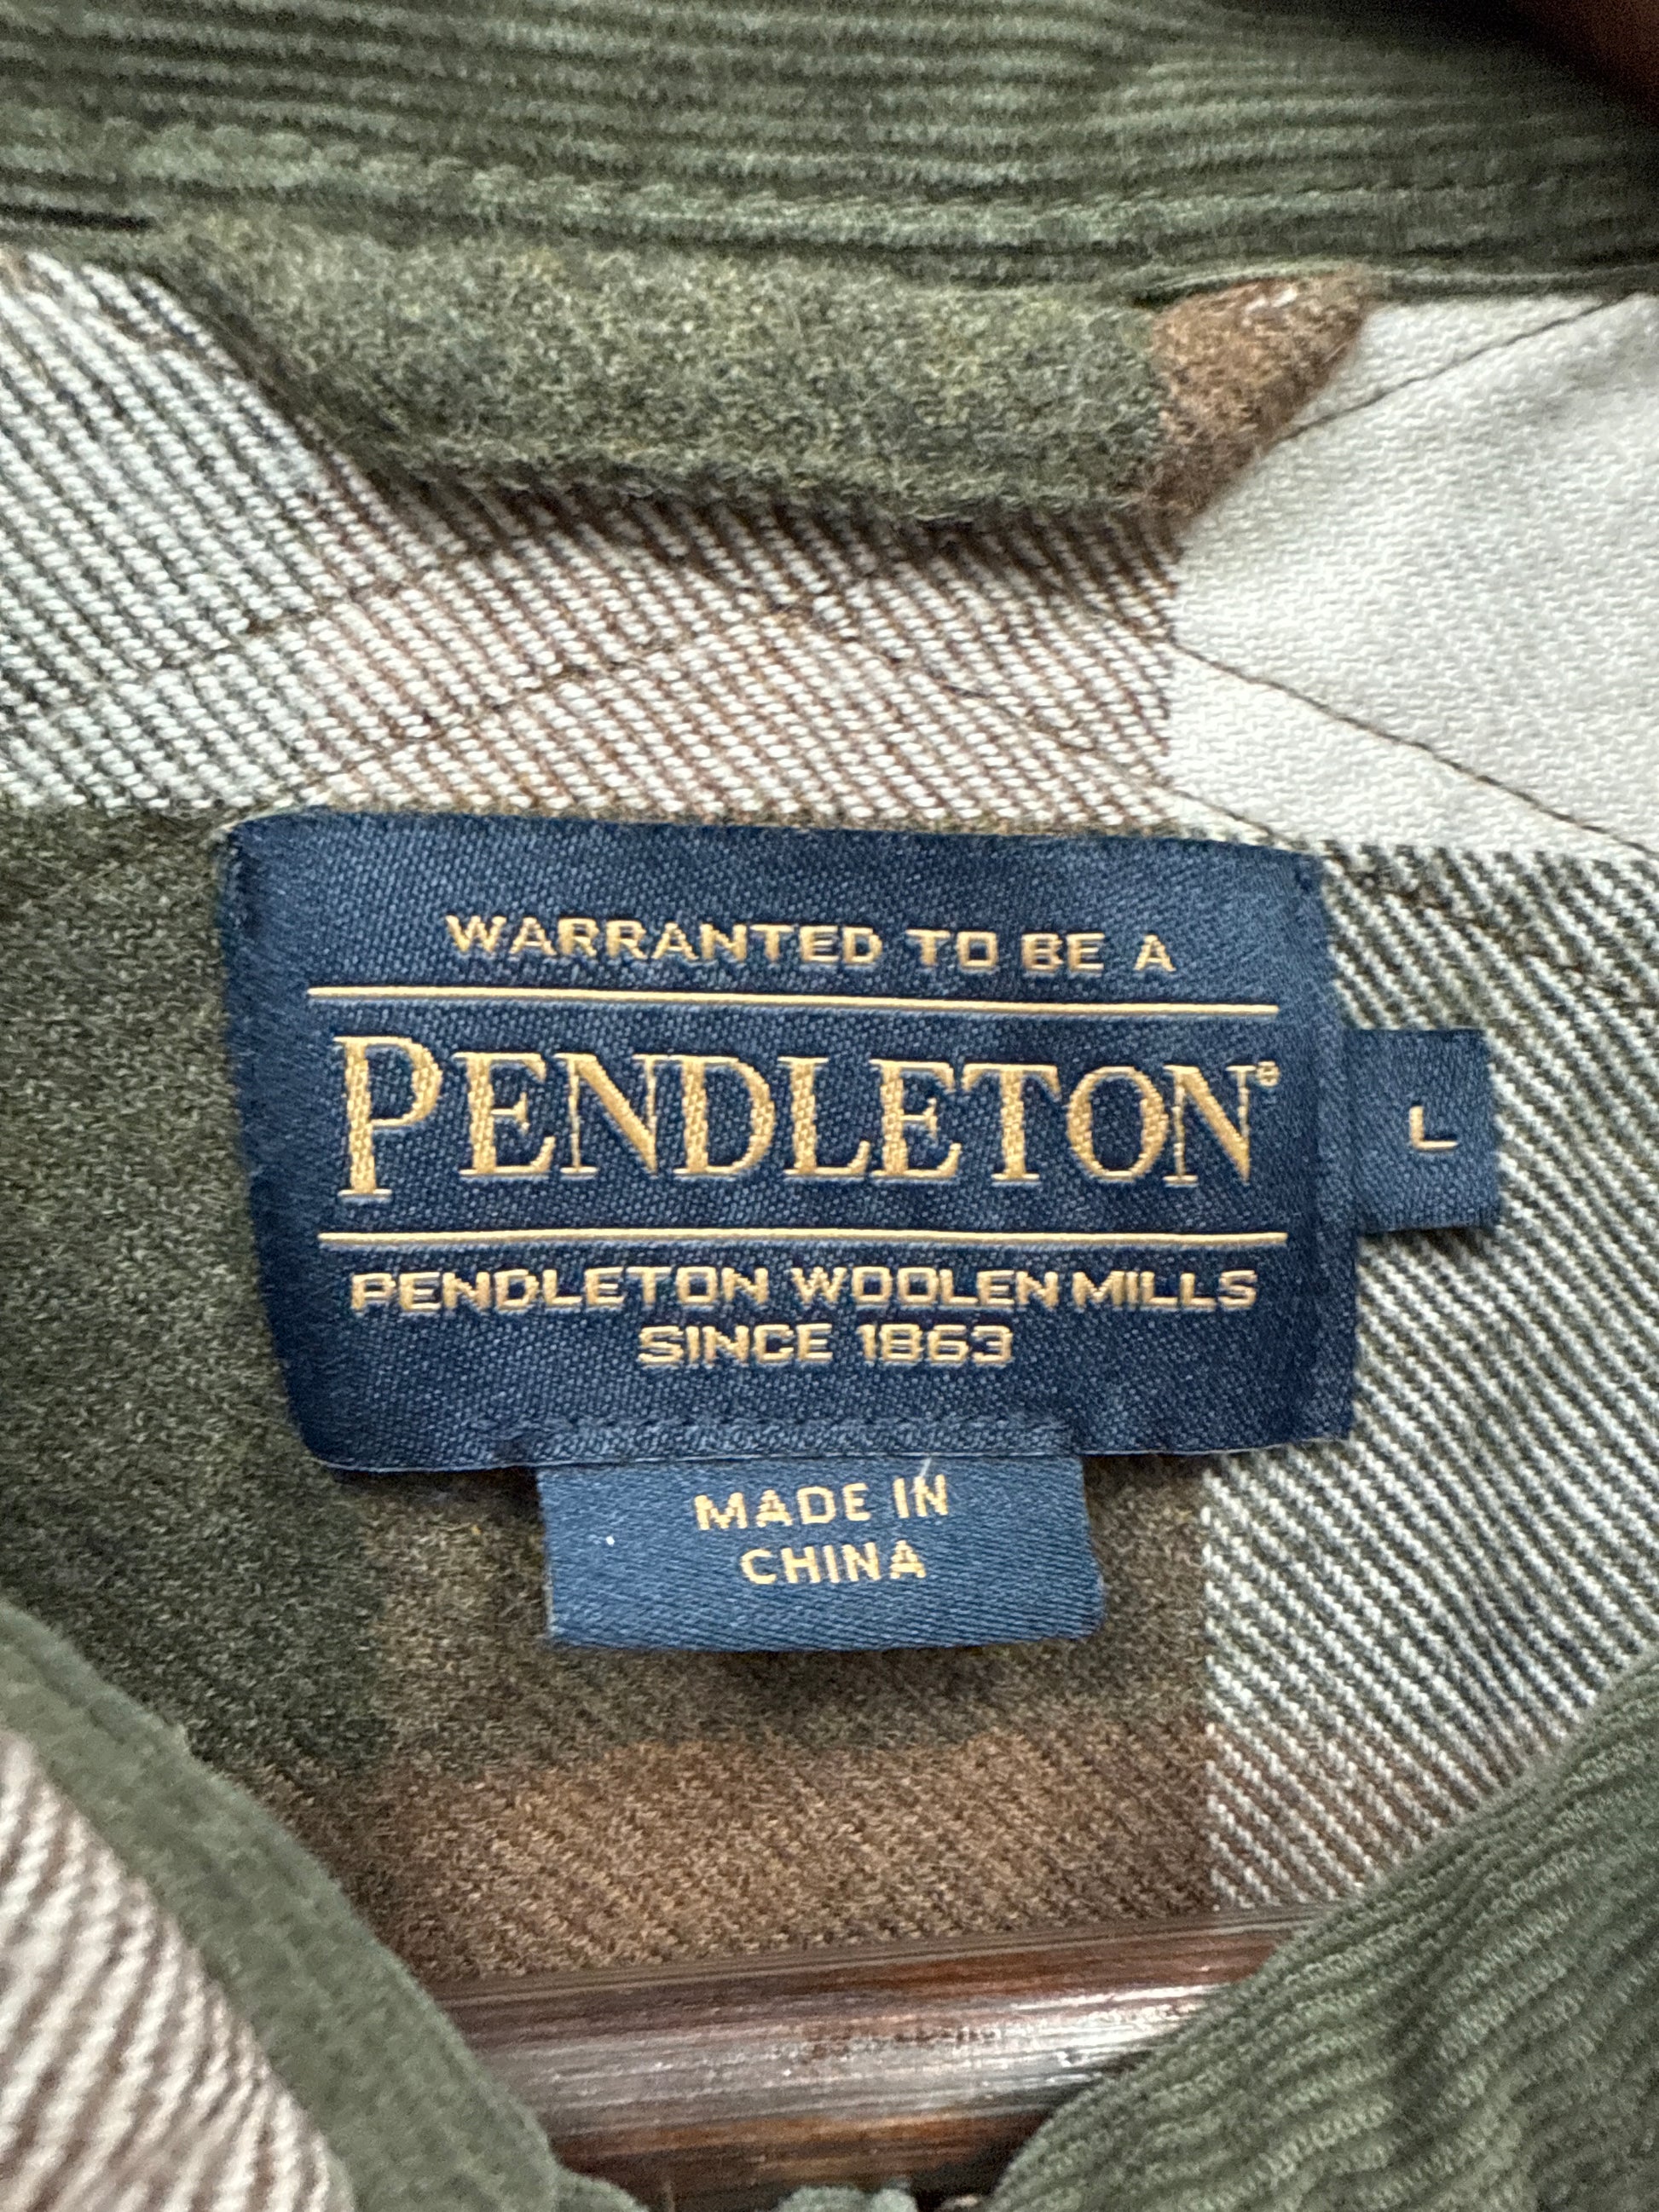 WARRANTED TO BE A
PENDLETON®
L
PENDLETON WOOLEN MILLS
SINCE 1863
MADE IN
CHINA